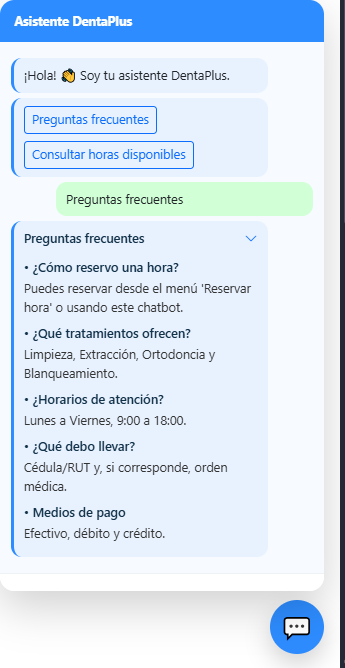 Asistente DentaPlus
¡Hola! 👏 Soy tu asistente DentaPlus.
Preguntas frecuentes
Consultar horas disponibles
Preguntas frecuentes
Preguntas frecuentes
• ¿Cómo reservo una hora?
Puedes reservar desde el menú 'Reservar
hora' o usando este chatbot.
• ¿Qué tratamientos ofrecen?
Limpieza, Extracción, Ortodoncia y
Blanqueamiento.
• ¿Horarios de atención?
Lunes a Viernes, 9:00 a 18:00.
• ¿Qué debo llevar?
Cédula/RUT y, si corresponde, orden
médica.
• Medios de pago
Efectivo, débito y crédito.